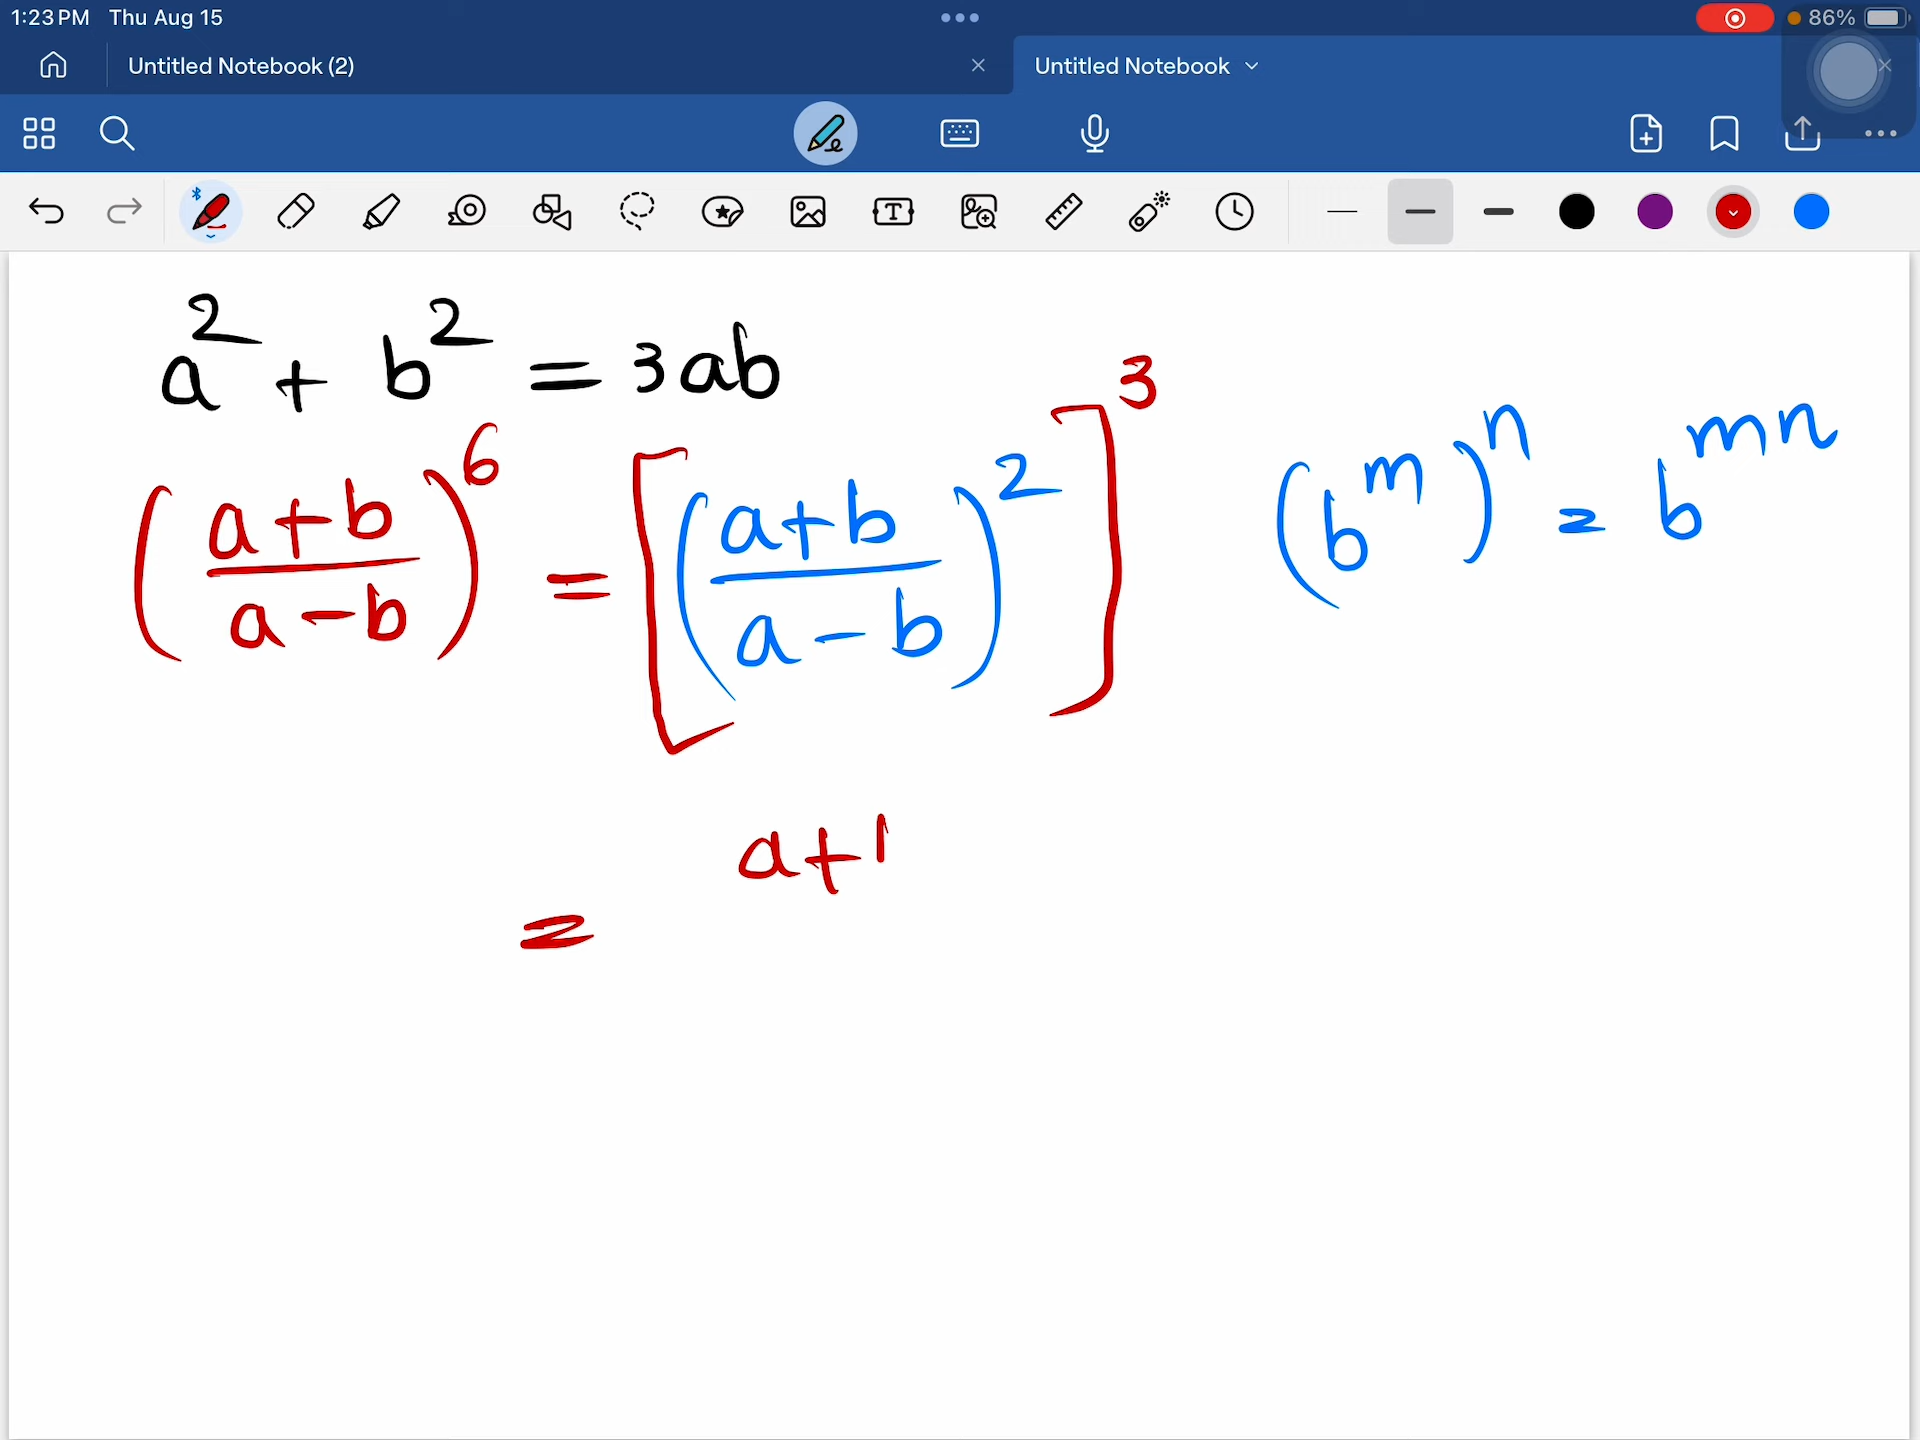 1:23 PM Thu Aug 15 86%
Untitled Notebook (2) Untitled Notebook
a² + b² = 3ab
((a+b)/(a-b))⁶ = [((a+b)/(a-b))²]³ (bᵐ)ⁿ = bᵐⁿ
= a+